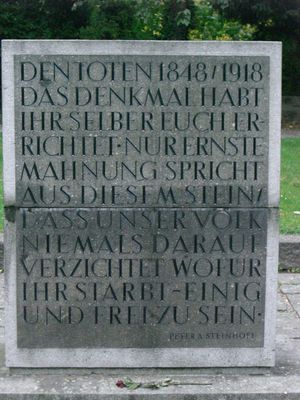 DEN TOTEN 1848/1918
DAS DENKMAL HABT
IHR SELBER EUCH ER-
RICHTET·NUR ERNSTE
MAHNUNG SPRICHT
AUS DIESEM STEIN/
DASS UNSER VOLK
NIEMALS DARAUF
VERZICHTET WOFÜR
IHR STARBT-EINIG
UND FREI ZU SEIN·
PETER A STEINHOFF